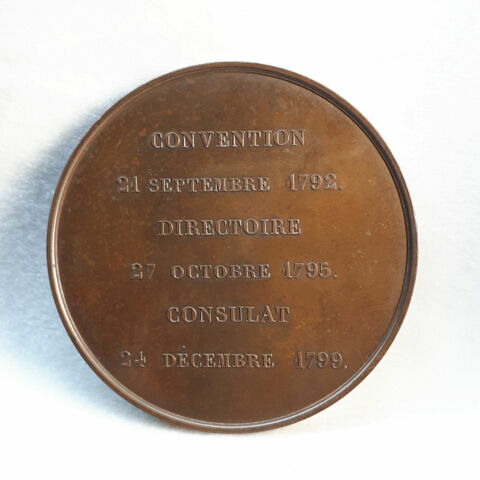 CONVENTION
21 SEPTEMBRE 1792.
DIRECTOIRE
27 OCTOBRE 1795.
CONSULAT
24 DÉCEMBRE 1799.